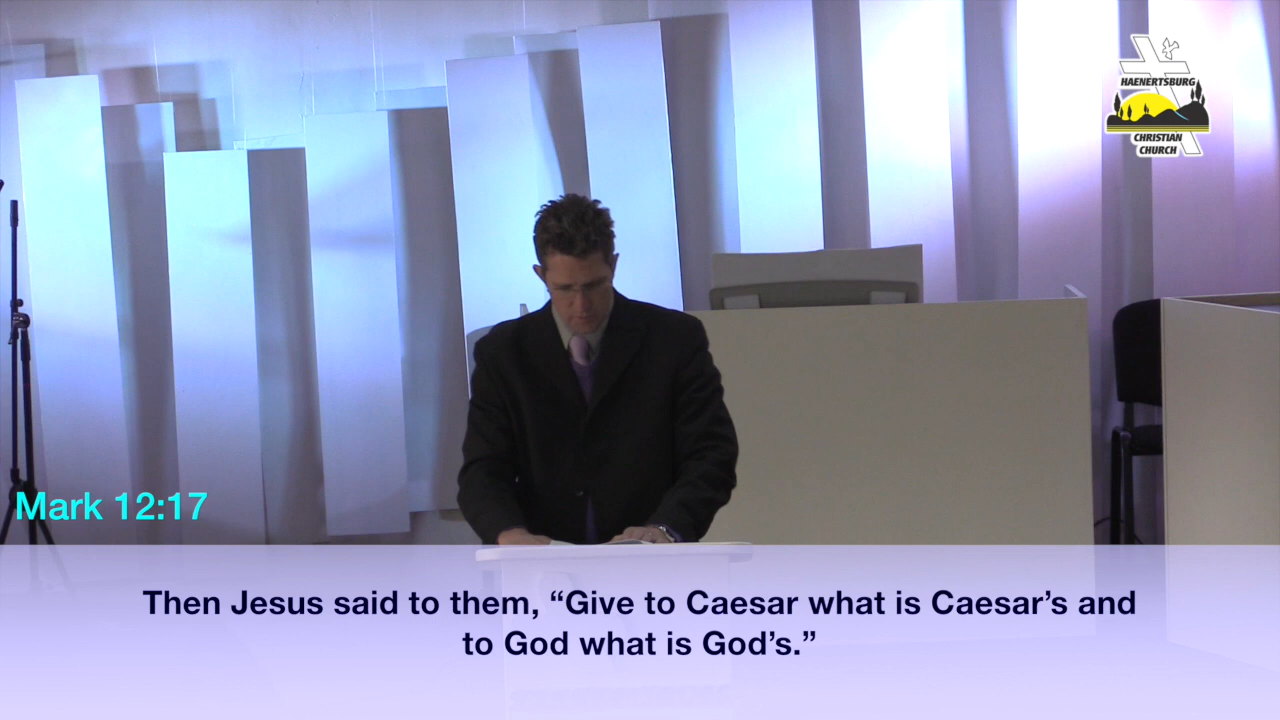 HAENERTSBURG
CHRISTIAN
CHURCH
Mark 12:17
Then Jesus said to them, “Give to Caesar what is Caesar’s and
to God what is God’s.”